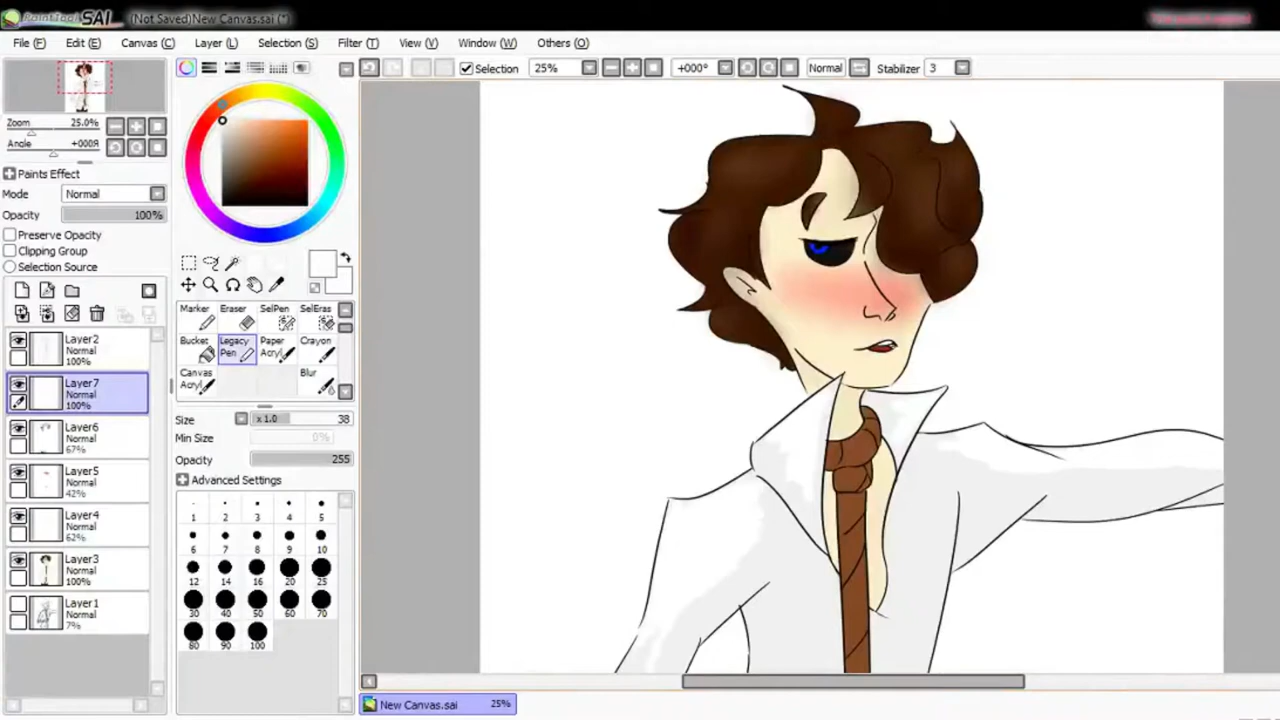 PaintTool SAI (Not Saved)New Canvas.sai (*)
File (F) Edit (E) Canvas (C) Layer (L) Selection (S) Filter (T) View (V) Window (W) Others (O)
Selection 25% +000° Normal Stabilizer 3
Zoom 25.0%
Angle +000Я
Paints Effect
Mode Normal
Opacity 100%
Preserve Opacity
Clipping Group
Selection Source
Layer2
Normal
100%
Layer7
Normal
100%
Layer6
Normal
67%
Layer5
Normal
42%
Layer4
Normal
62%
Layer3
Normal
100%
Layer1
Normal
7%
Marker Eraser SelPen SelEras
Bucket Legacy Pen Paper Acryl Crayon
Canvas Acryl Blur
Size x 1.0 38
Min Size 0%
Opacity 255
Advanced Settings
1 2 3 4 5
6 7 8 9 10
12 14 16 20 25
30 40 50 60 70
80 90 100
New Canvas.sai 25%